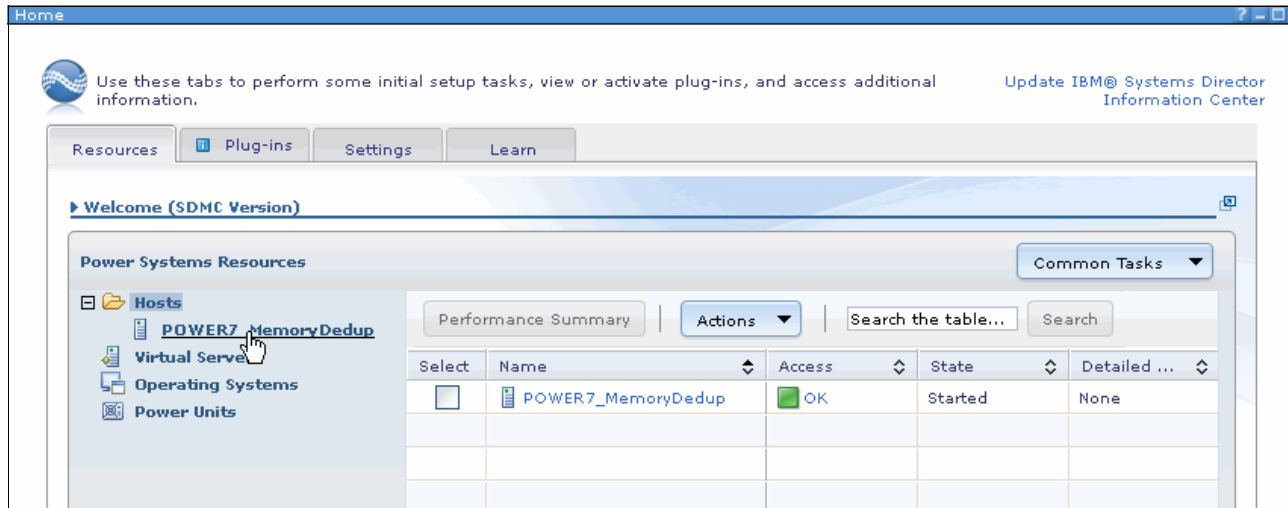 Home
Use these tabs to perform some initial setup tasks, view or activate plug-ins, and access additional
information.
Update IBM® Systems Director
Information Center
Resources
Plug-ins
Settings
Learn
Welcome (SDMC Version)
Power Systems Resources
Common Tasks
Hosts
POWER7_MemoryDedup
Virtual Serve
Operating Systems
Power Units
Performance Summary
Actions
Search the table...
Search
Select
Name
Access
State
Detailed ...
POWER7_MemoryDedup
OK
Started
None